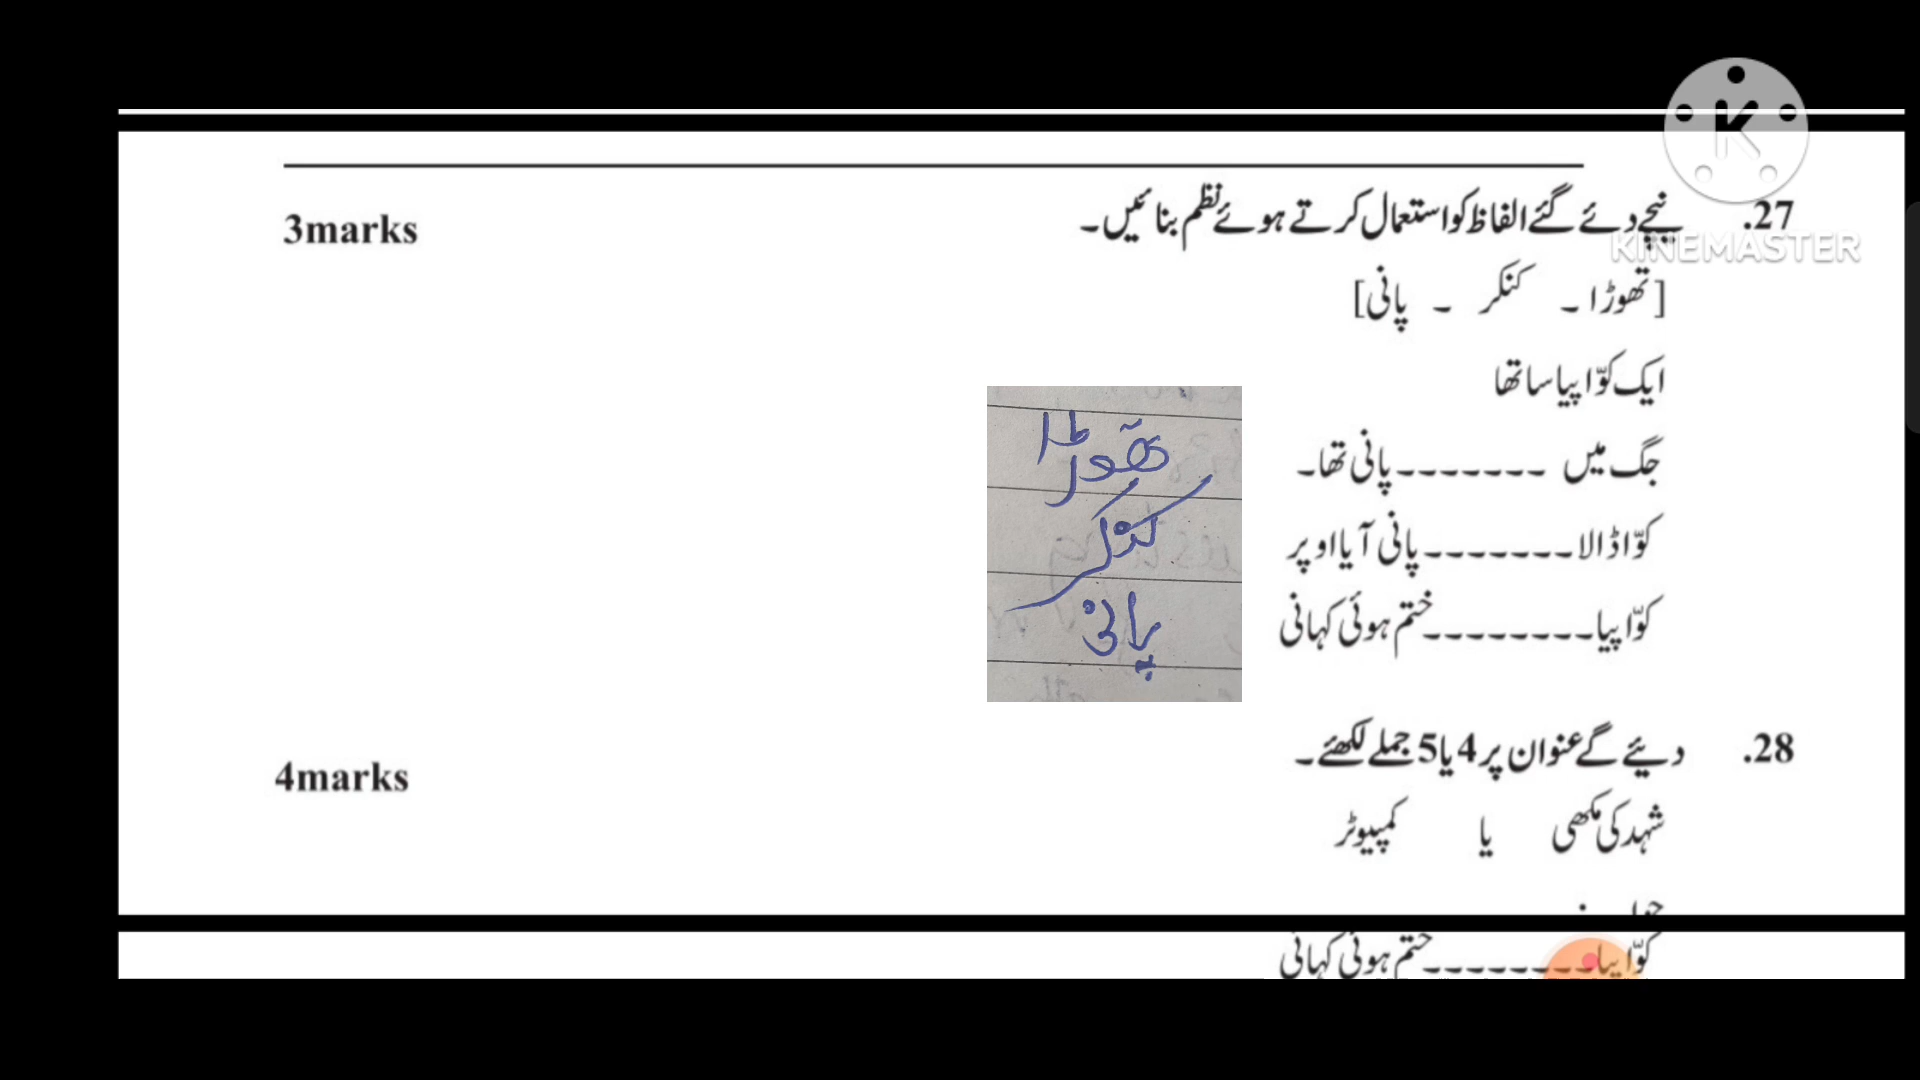 KINEMASTER
27. نیچے دئے گئے الفاظ کو استعمال کرتے ہوئے نظم بنائیں۔
3marks
[تھوڑا ۔ کنکر ۔ پانی]
ایک کوّا پیاسا تھا
جگ میں ------- پانی تھا۔
کوّا ڈالا ------- پانی آیا اوپر
کوّا پیا -------- ختم ہوئی کہانی
تھوڑا
کنکر
پانی
28. دیئے گے عنوان پر 4 یا 5 جملے لکھئے۔
4marks
شہد کی مکھی یا کمپیوٹر
کوّا پیا -------- ختم ہوئی کہانی